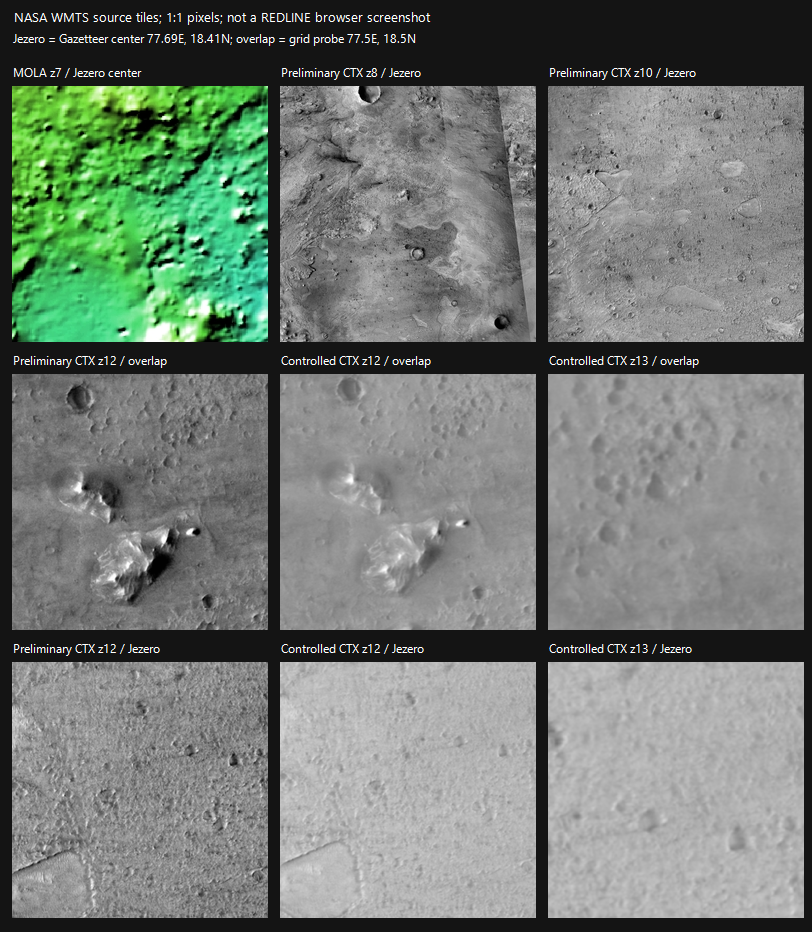 NASA WMTS source tiles; 1:1 pixels; not a REDLINE browser screenshot
Jezero = Gazetteer center 77.69E, 18.41N; overlap = grid probe 77.5E, 18.5N
MOLA z7 / Jezero center
Preliminary CTX z8 / Jezero
Preliminary CTX z10 / Jezero
Preliminary CTX z12 / overlap
Controlled CTX z12 / overlap
Controlled CTX z13 / overlap
Preliminary CTX z12 / Jezero
Controlled CTX z12 / Jezero
Controlled CTX z13 / Jezero